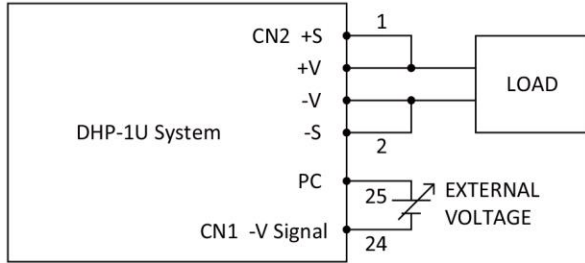 1
CN2 +S
+V
LOAD
-V
DHP-1U System
-S
2
PC
25
EXTERNAL
VOLTAGE
CN1 -V Signal
24